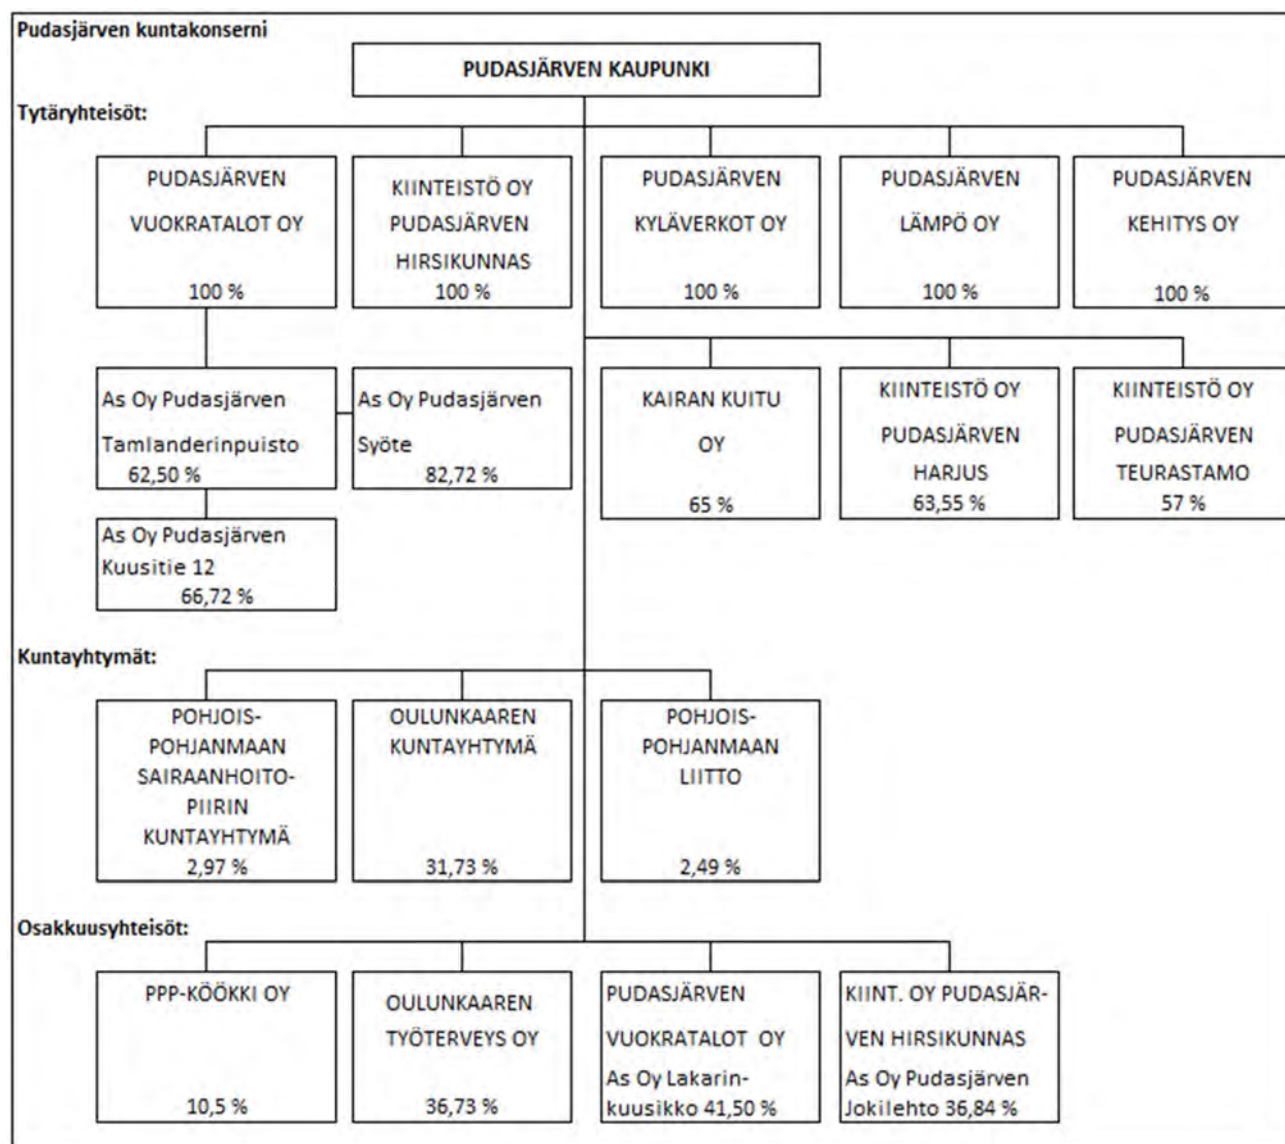 Pudasjärven kuntakonserni
PUDASJÄRVEN KAUPUNKI
Tytäryhteisöt:
PUDASJÄRVEN
VUOKRATALOT OY
100 %
KIINTEISTÖ OY
PUDASJÄRVEN
HIRSIKUNNAS
100 %
PUDASJÄRVEN
KYLÄVERKOT OY
100 %
PUDASJÄRVEN
LÄMPÖ OY
100 %
PUDASJÄRVEN
KEHITYS OY
100 %
As Oy Pudasjärven
Tamlanderinpuisto
62,50 %
As Oy Pudasjärven
Syöte
82,72 %
KAIRAN KUITU
OY
65 %
KIINTEISTÖ OY
PUDASJÄRVEN
HARJUS
63,55 %
KIINTEISTÖ OY
PUDASJÄRVEN
TEURASTAMO
57 %
As Oy Pudasjärven
Kuusitie 12
66,72 %
Kuntayhtymät:
POHJOIS-
POHJANMAAN
SAIRAANHOITO-
PIIRIN
KUNTAYHTYMÄ
2,97 %
OULUNKAAREN
KUNTAYHTYMÄ
31,73 %
POHJOIS-
POHJANMAAN
LIITTO
2,49 %
Osakkuusyhteisöt:
PPP-KÖÖKKI OY
10,5 %
OULUNKAAREN
TYÖTERVEYS OY
36,73 %
PUDASJÄRVEN
VUOKRATALOT OY
As Oy Lakarin-
kuusikko 41,50 %
KIINT. OY PUDASJÄR-
VEN HIRSIKUNNAS
As Oy Pudasjärven
Jokilehto 36,84 %